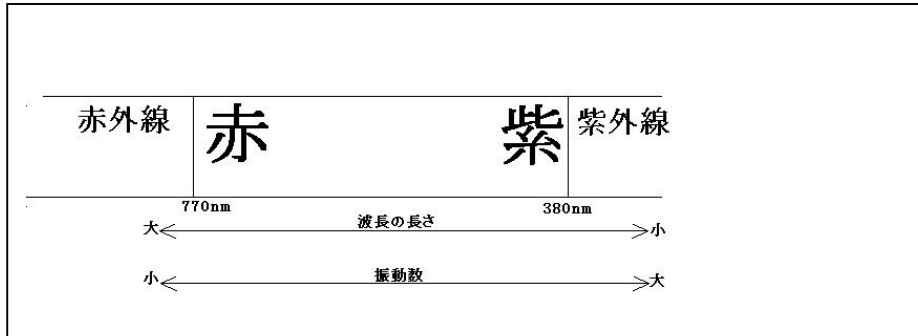 赤外線 赤 紫 紫外線
770nm 380nm
大 波長の長さ 小
小 振動数 大